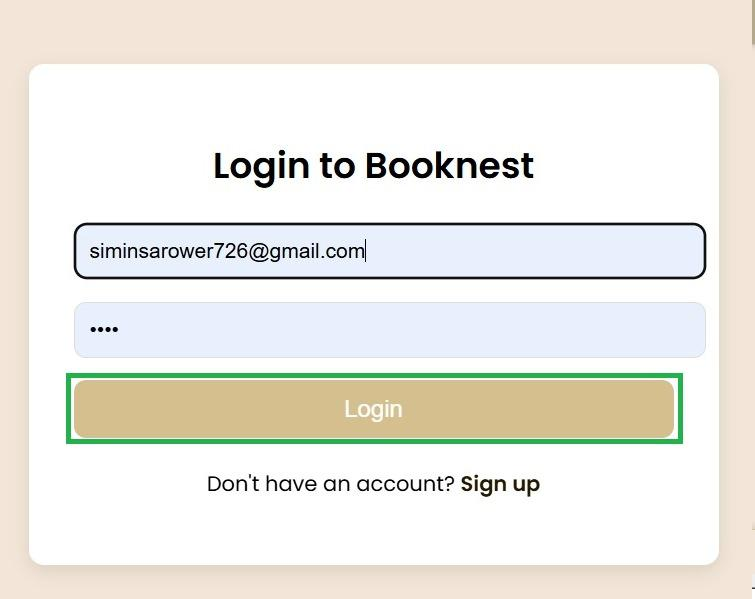 Login to Booknest
siminsarower726@gmail.com
••••
Login
Don't have an account? Sign up